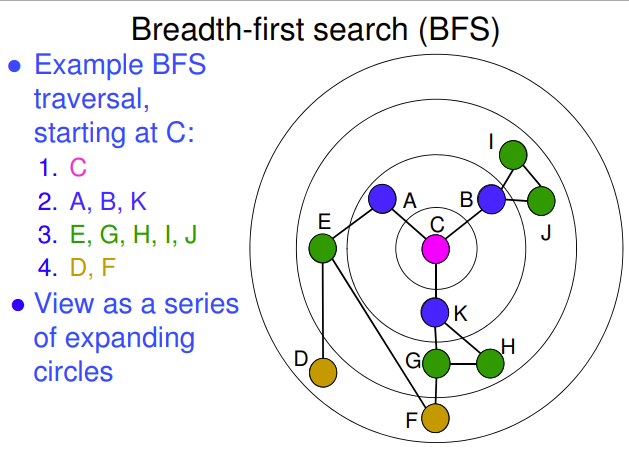 Breadth-first search (BFS)
● Example BFS
traversal,
starting at C:
1. C
2. A, B, K
3. E, G, H, I, J
4. D, F
● View as a series
of expanding
circles
I
A
B
E
C
J
K
H
D
G
F